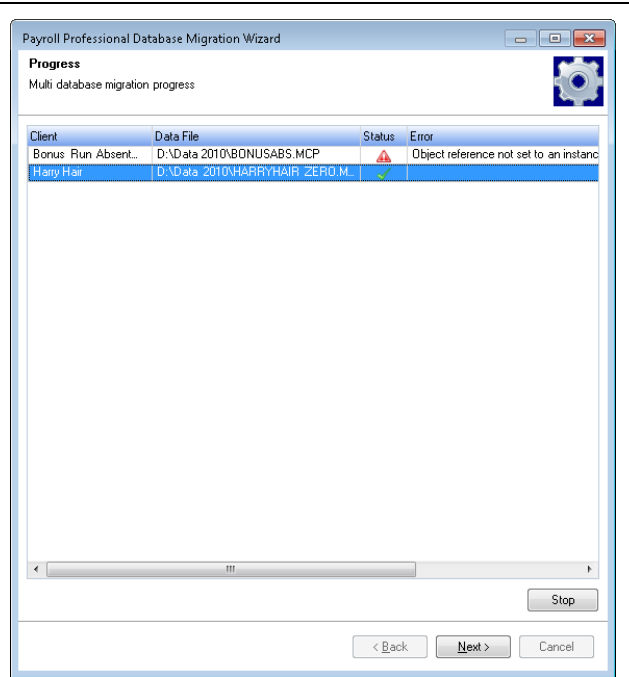 Payroll Professional Database Migration Wizard
Progress
Multi database migration progress
Client Data File Status Error
Bonus Run Absent... D:\Data 2010\BONUSABS.MCP Object reference not set to an instanc
Harry Hair D:\Data 2010\HARRYHAIR ZERO.M...
Stop
< Back Next > Cancel